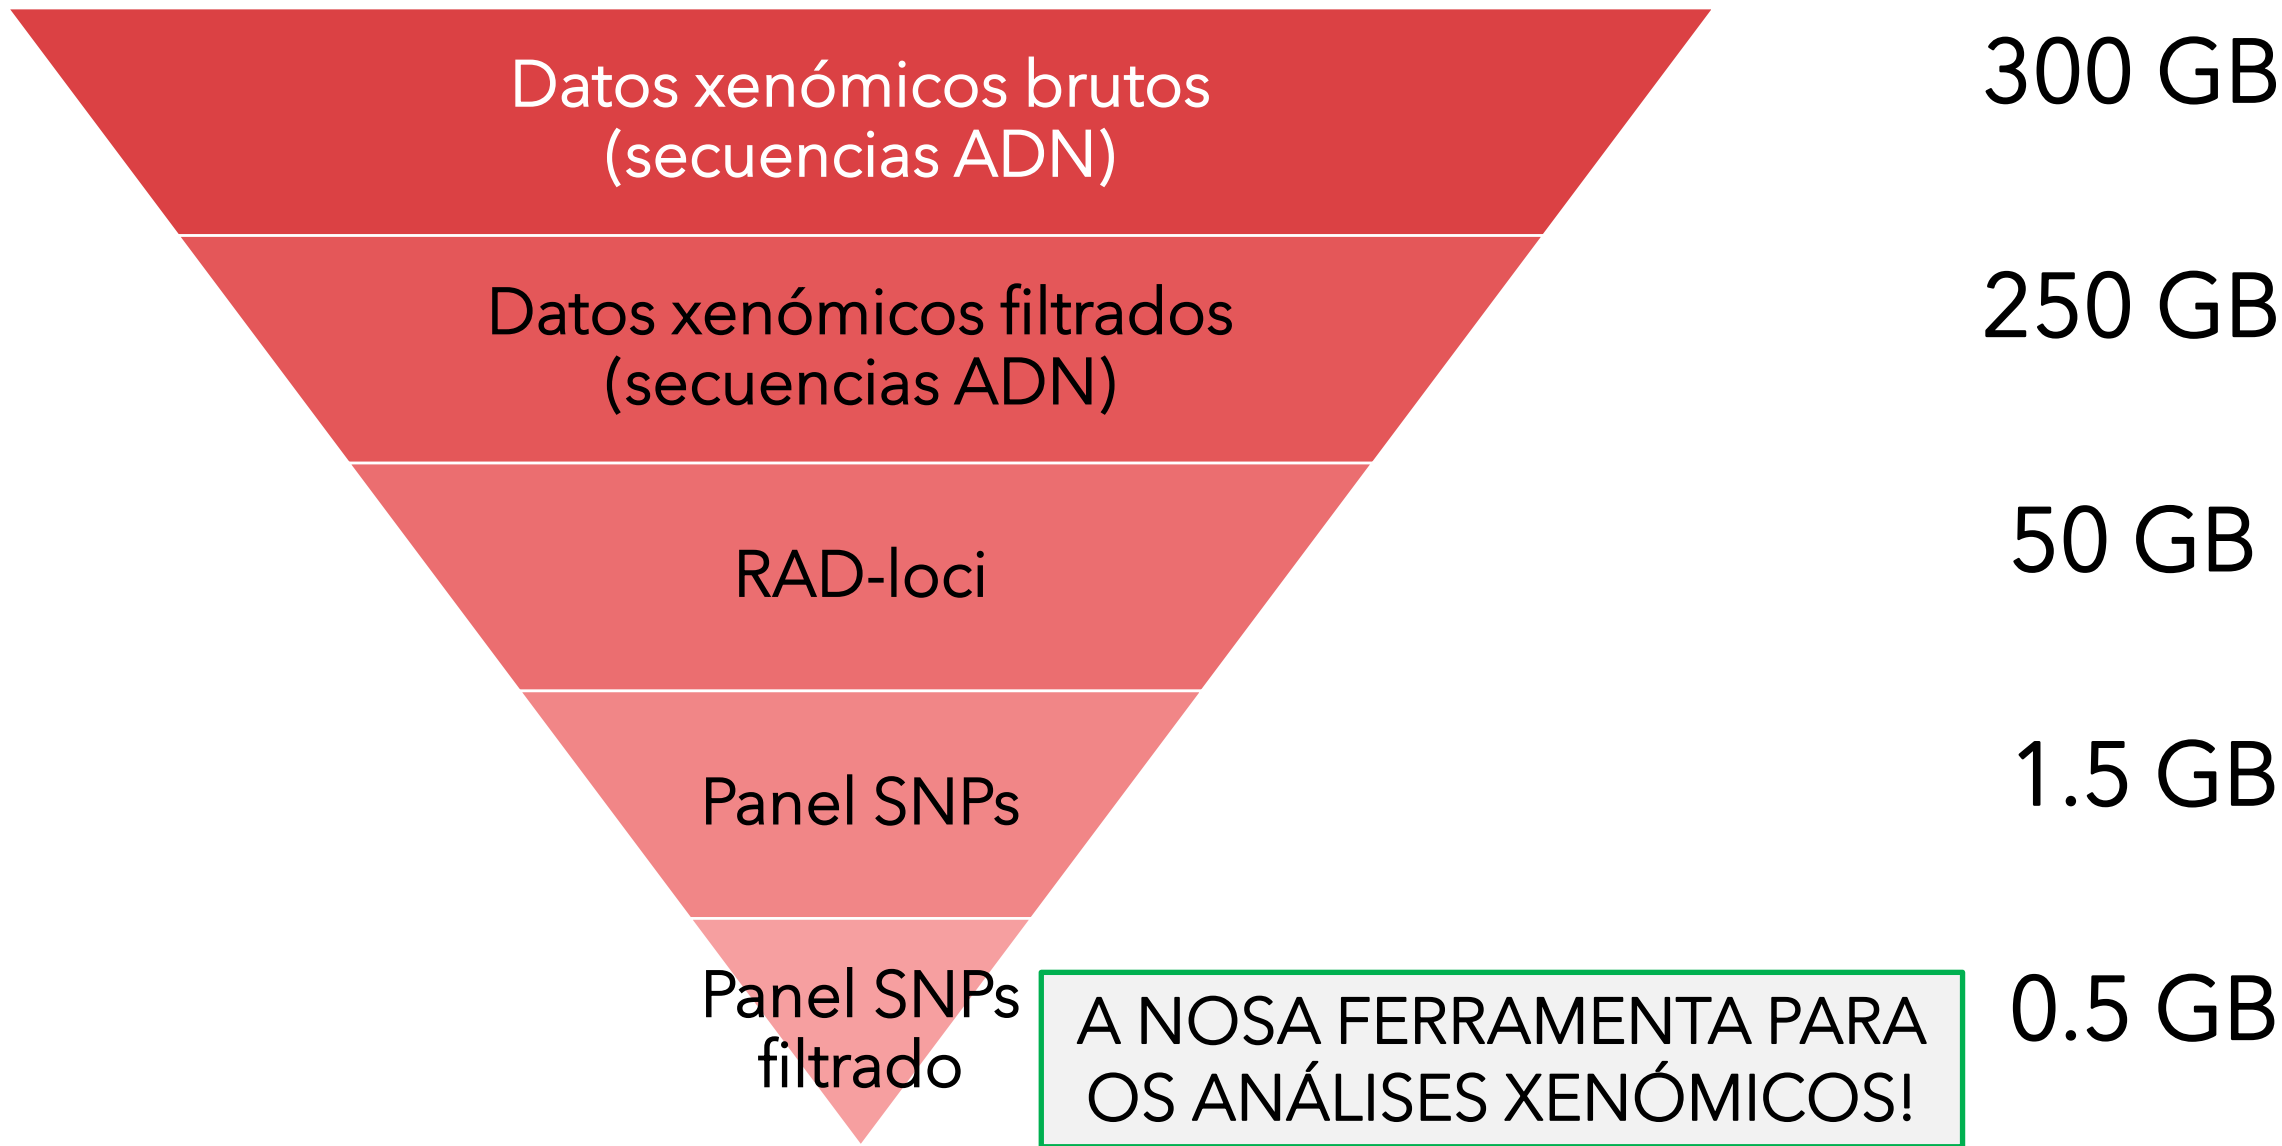 Datos xenómicos brutos
(secuencias ADN)
300 GB
Datos xenómicos filtrados
(secuencias ADN)
250 GB
RAD-loci
50 GB
Panel SNPs
1.5 GB
Panel SNPs
filtrado
A NOSA FERRAMENTA PARA
OS ANÁLISES XENÓMICOS!
0.5 GB